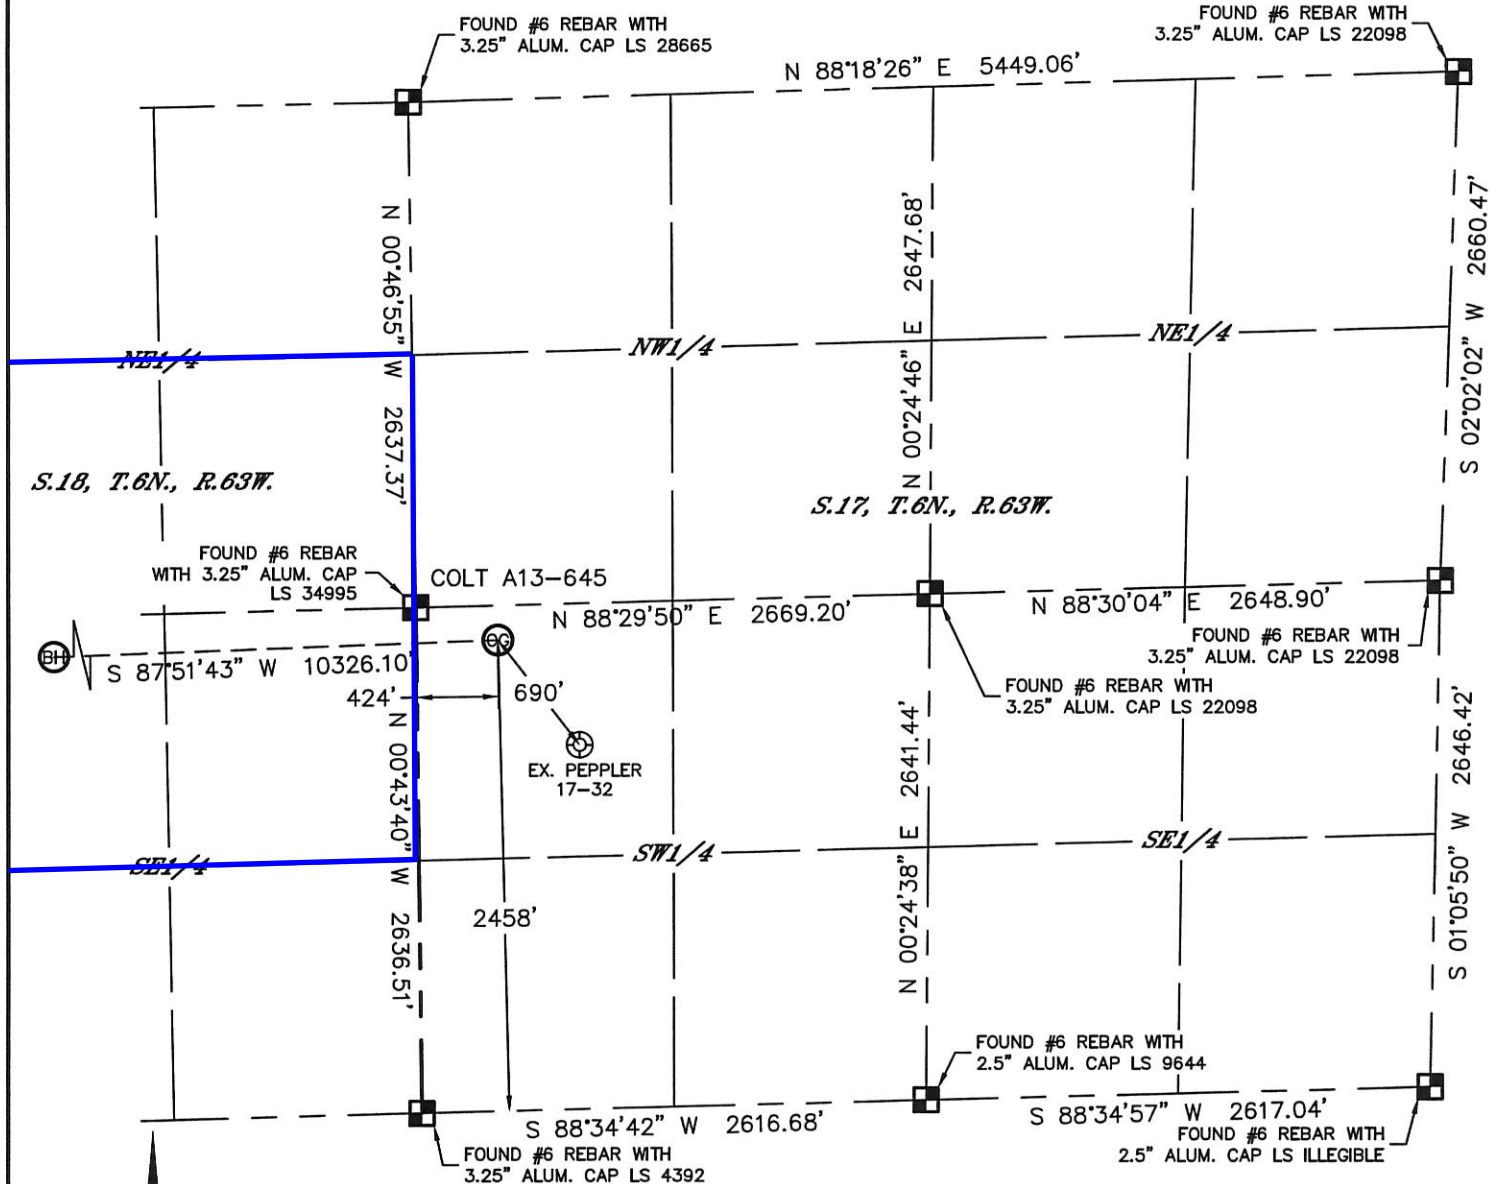 FOUND #6 REBAR WITH
3.25" ALUM. CAP LS 28665
FOUND #6 REBAR WITH
3.25" ALUM. CAP LS 22098
N 88°18'26" E 5449.06'
N 00°46'55" W 2637.37'
N 00°24'46" E 2647.68'
S 02°02'02" W 2660.47'
NE1/4
NW1/4
NE1/4
S.18, T.6N., R.63W.
S.17, T.6N., R.63W.
FOUND #6 REBAR
WITH 3.25" ALUM. CAP
LS 34995
COLT A13-645
N 88°29'50" E 2669.20'
N 88°30'04" E 2648.90'
FOUND #6 REBAR WITH
3.25" ALUM. CAP LS 22098
BH
OG
S 87°51'43" W 10326.10'
424'
690'
FOUND #6 REBAR WITH
3.25" ALUM. CAP LS 22098
EX. PEPPLER
17-32
N 00°43'40" W 2636.51'
N 00°24'38" E 2641.44'
S 01°05'50" W 2646.42'
SE1/4
SW1/4
SE1/4
2458'
FOUND #6 REBAR WITH
2.5" ALUM. CAP LS 9644
S 88°34'42" W 2616.68'
S 88°34'57" W 2617.04'
FOUND #6 REBAR WITH
2.5" ALUM. CAP LS ILLEGIBLE
FOUND #6 REBAR WITH
3.25" ALUM. CAP LS 4392